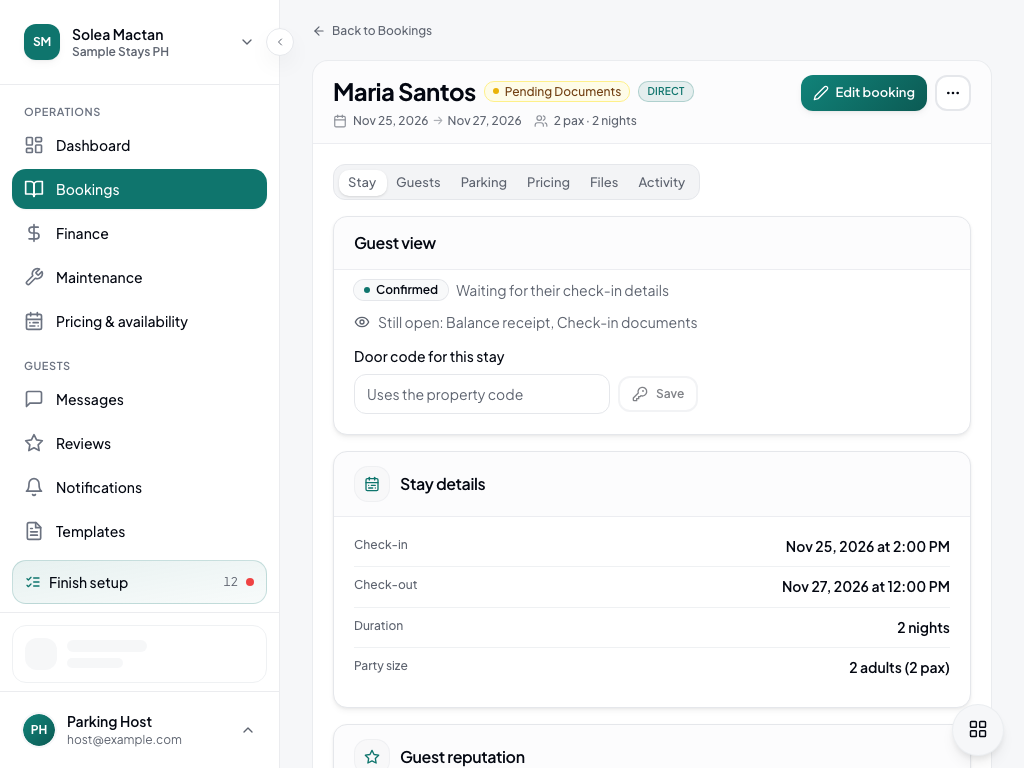 SM
Solea Mactan
Sample Stays PH
OPERATIONS
Dashboard
Bookings
Finance
Maintenance
Pricing & availability
GUESTS
Messages
Reviews
Notifications
Templates
Finish setup 12
PH
Parking Host
host@example.com
Back to Bookings
Maria Santos
Pending Documents
DIRECT
Edit booking
Nov 25, 2026 → Nov 27, 2026 2 pax · 2 nights
Stay Guests Parking Pricing Files Activity
Guest view
Confirmed Waiting for their check-in details
Still open: Balance receipt, Check-in documents
Door code for this stay
Uses the property code Save
Stay details
Check-in Nov 25, 2026 at 2:00 PM
Check-out Nov 27, 2026 at 12:00 PM
Duration 2 nights
Party size 2 adults (2 pax)
Guest reputation